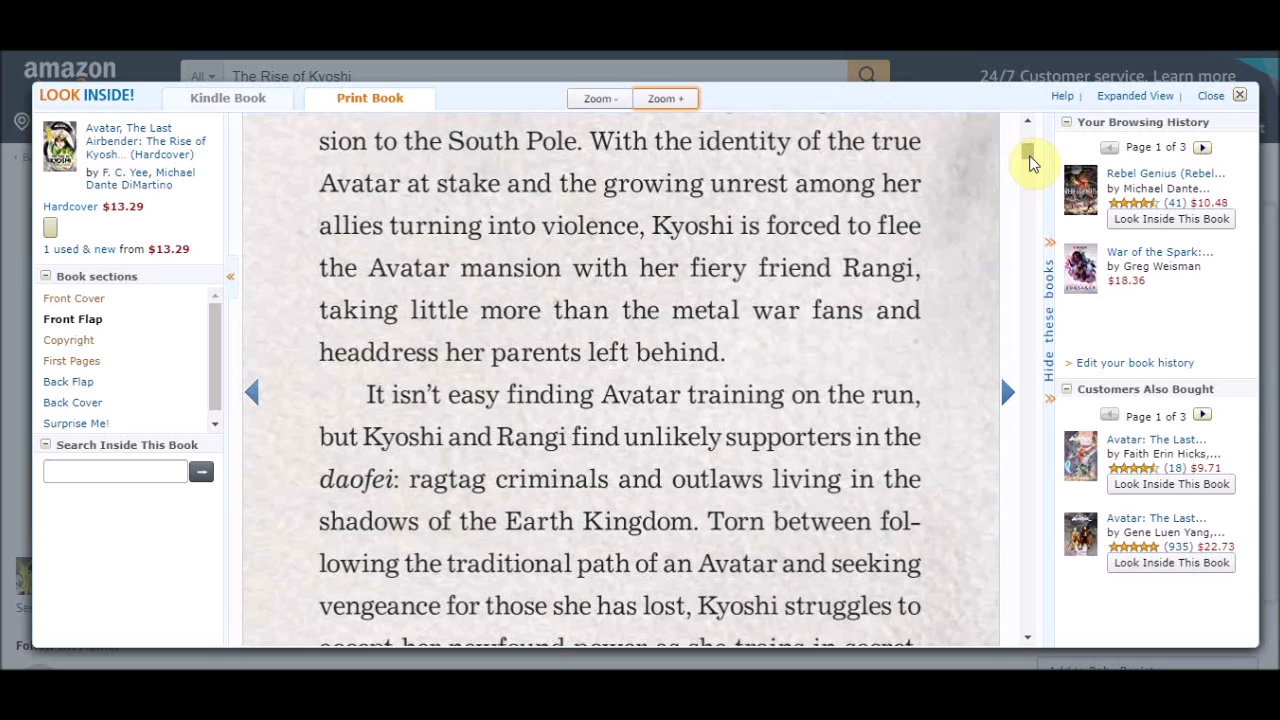 amazon
All
The Rise of Kyoshi
24/7 Customer service. Learn more
LOOK INSIDE!
Kindle Book
Print Book
Zoom -
Zoom +
Help |
Expanded View |
Close
Avatar, The Last
Airbender: The Rise of
Kyosh... (Hardcover)
by F. C. Yee, Michael
Dante DiMartino
Hardcover $13.29
1 used & new from $13.29
Book sections
Front Cover
Front Flap
Copyright
First Pages
Back Flap
Back Cover
Surprise Me!
Search Inside This Book
sion to the South Pole. With the identity of the true
Avatar at stake and the growing unrest among her
allies turning into violence, Kyoshi is forced to flee
the Avatar mansion with her fiery friend Rangi,
taking little more than the metal war fans and
headdress her parents left behind.
It isn't easy finding Avatar training on the run,
but Kyoshi and Rangi find unlikely supporters in the
daofei: ragtag criminals and outlaws living in the
shadows of the Earth Kingdom. Torn between fol-
lowing the traditional path of an Avatar and seeking
vengeance for those she has lost, Kyoshi struggles to
accept her newfound power as she trains in secret.
Hide these books
Your Browsing History
Page 1 of 3
Rebel Genius (Rebel...
by Michael Dante...
(41) $10.48
Look Inside This Book
War of the Spark:...
by Greg Weisman
$18.36
> Edit your book history
Customers Also Bought
Page 1 of 3
Avatar: The Last...
by Faith Erin Hicks,...
(18) $9.71
Look Inside This Book
Avatar: The Last...
by Gene Luen Yang,...
(935) $22.73
Look Inside This Book